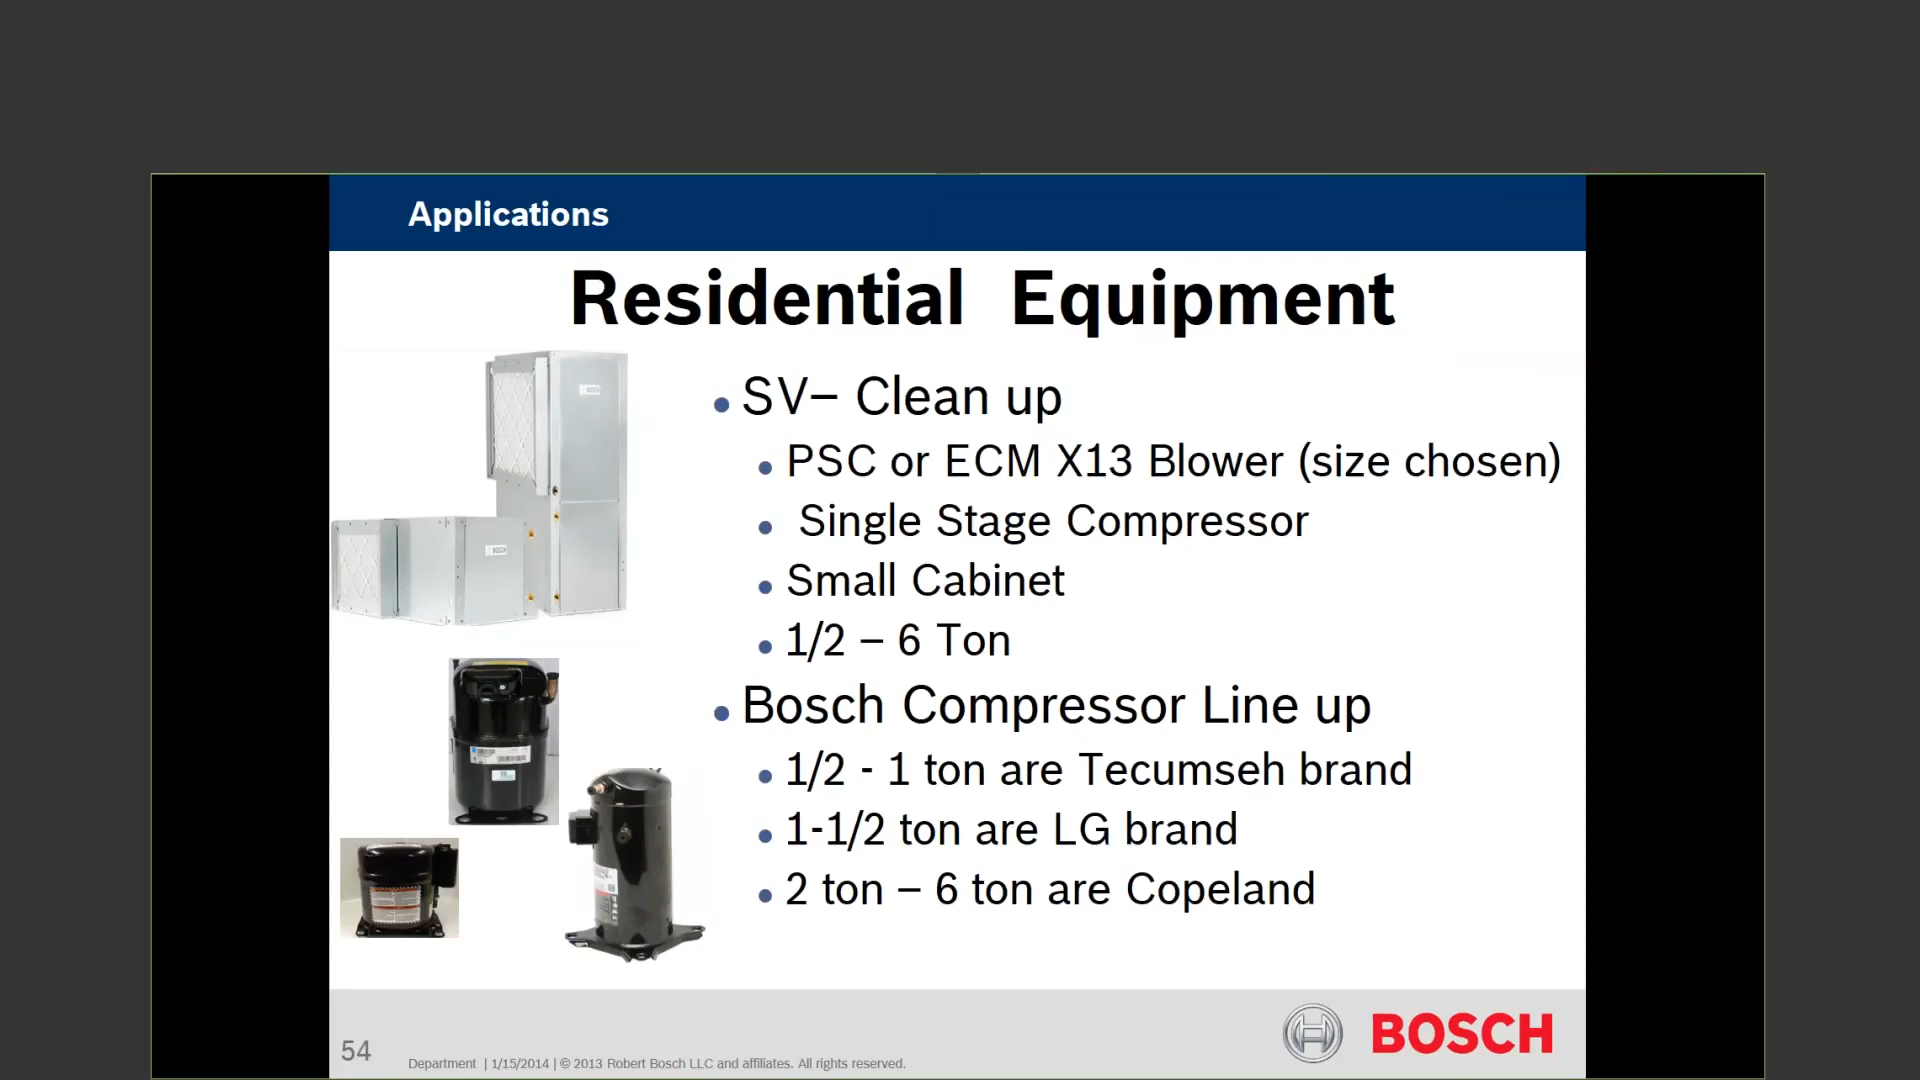 Applications
Residential Equipment
SV– Clean up
PSC or ECM X13 Blower (size chosen)
Single Stage Compressor
Small Cabinet
1/2 – 6 Ton
Bosch Compressor Line up
1/2 - 1 ton are Tecumseh brand
1-1/2 ton are LG brand
2 ton – 6 ton are Copeland
BOSCH
BOSCH
54
Department | 1/15/2014 | © 2013 Robert Bosch LLC and affiliates. All rights reserved.
BOSCH